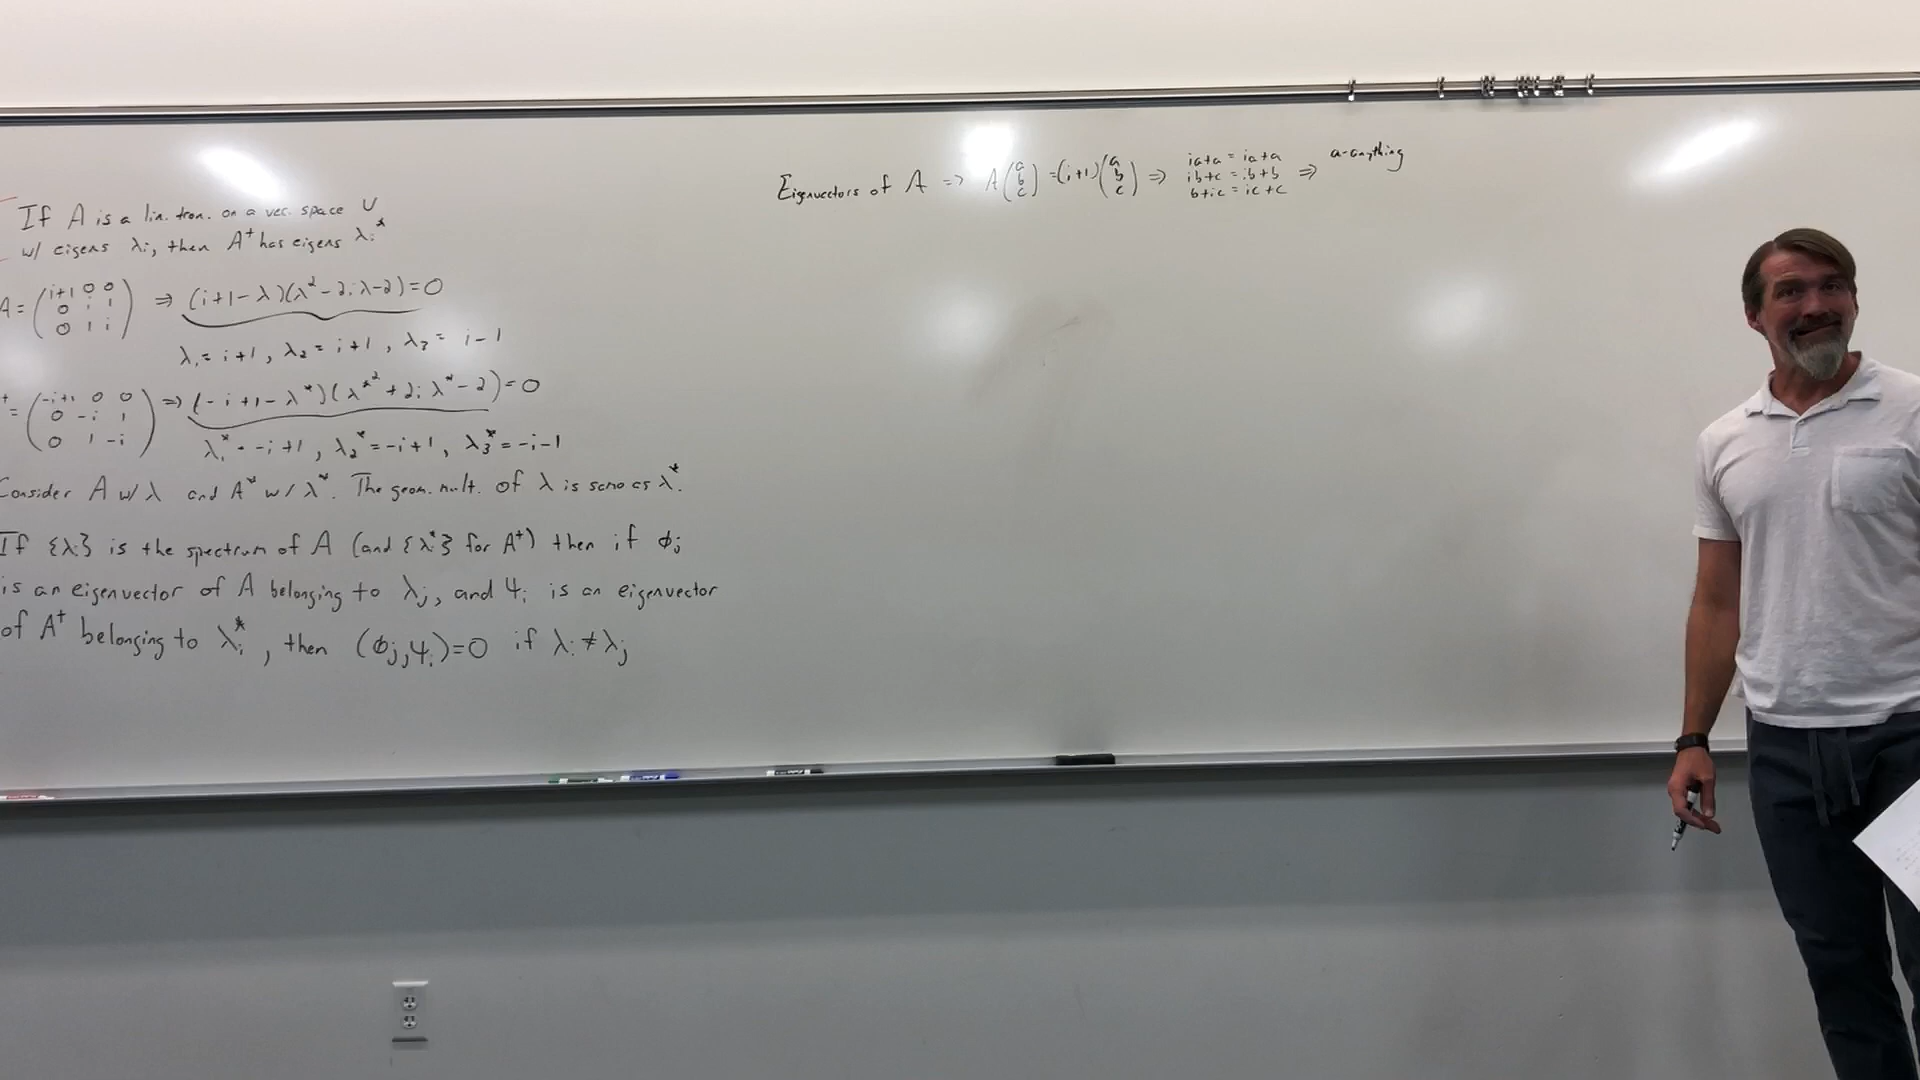 If A is a lin. tran. on a vec. space U
w/ eigens λi, then A† has eigens λi*
A = (i+1 0 0
0 i 1
0 1 i) ⇒ (i+1-λ)(λ²-2iλ-2)=0
λ₁ = i+1, λ₂ = i+1, λ₃ = i-1
† = (-i+1 0 0
0 -i 1
0 1 -i) ⇒ (-i+1-λ*)(λ*²+2iλ*-2)=0
λ₁* = -i+1, λ₂* = -i+1, λ₃* = -i-1
Consider A w/ λ and A* w/ λ*. The geom. mult. of λ is same as λ*.
If {λi} is the spectrum of A (and {λi*} for A†) then if ϕj
is an eigenvector of A belonging to λj, and ψi is an eigenvector
of A† belonging to λi*, then (ϕj,ψi)=0 if λi≠λj
Eigenvectors of A => A(a b c) = (i+1)(a b c) ⇒
ia+a = ia+a
ib+c = ib+b
b+ic = ic+c
⇒ a-anything